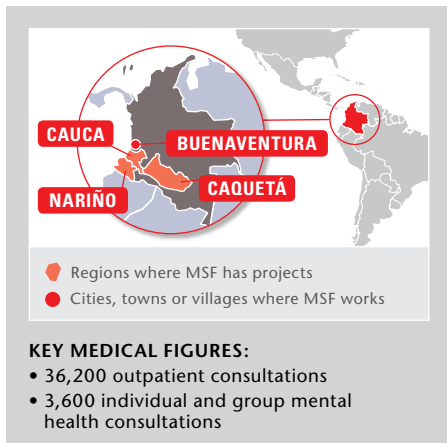 CAUCA
BUENAVENTURA
NARIÑO
CAQUETÁ
Regions where MSF has projects
Cities, towns or villages where MSF works
KEY MEDICAL FIGURES:
• 36,200 outpatient consultations
• 3,600 individual and group mental
health consultations